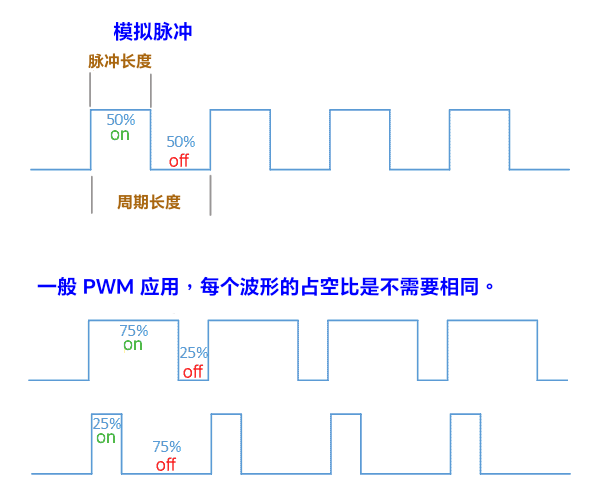 模拟脉冲
脉冲长度
50%
on
50%
off
周期长度
一般 PWM 应用，每个波形的占空比是不需要相同。
75%
on
25%
off
25%
on
75%
off